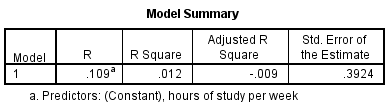 Model Summary
Model R R Square Adjusted R Square Std. Error of the Estimate
1 .109a .012 -.009 .3924
a. Predictors: (Constant), hours of study per week